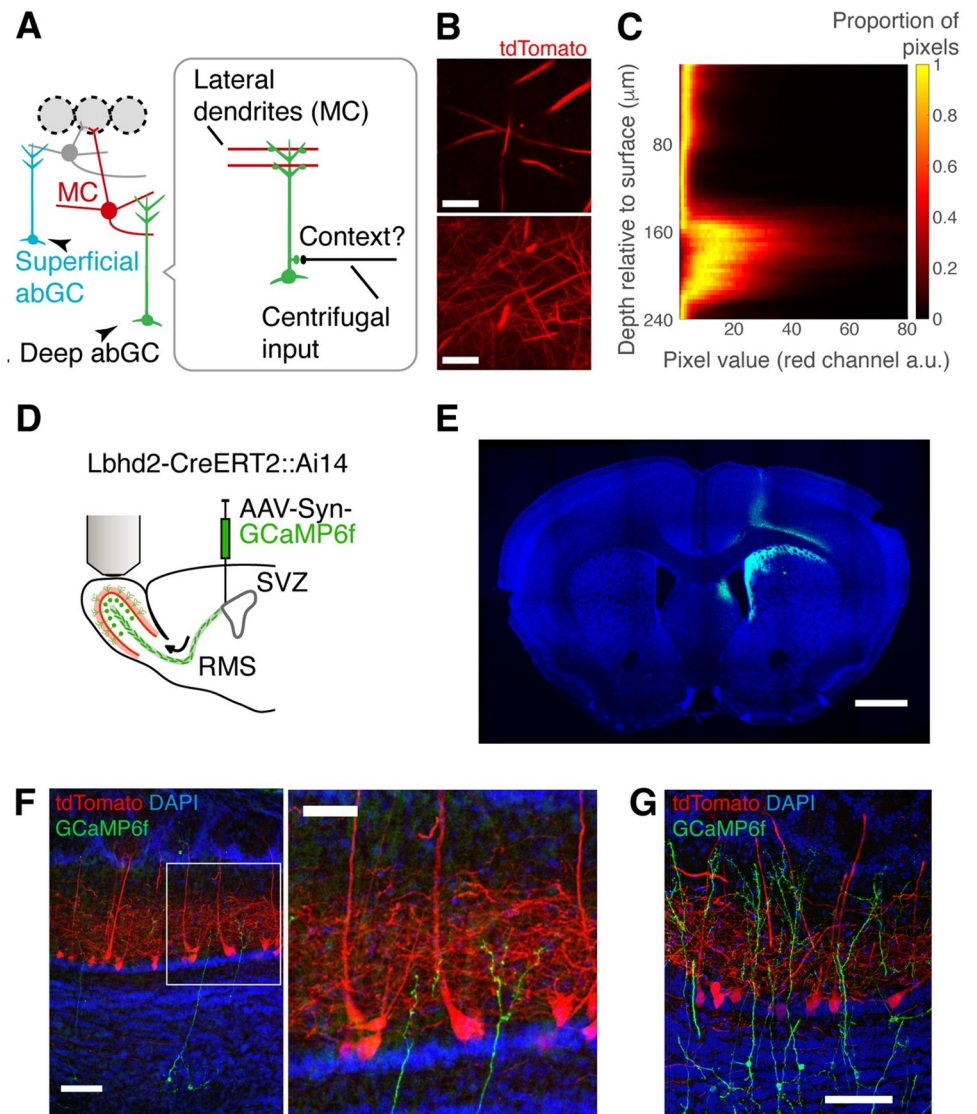 A
Lateral
dendrites (MC)
MC
Superficial
abGC
Deep abGC
Context?
Centrifugal
input
B
tdTomato
C
Proportion of
pixels
Depth relative to surface (μm)
80
160
240
20
40
60
80
Pixel value (red channel a.u.)
1
0.8
0.6
0.4
0.2
0
D
Lbhd2-CreERT2::Ai14
AAV-Syn-
GCaMP6f
SVZ
RMS
E
F
tdTomato DAPI
GCaMP6f
G
tdTomato DAPI
GCaMP6f